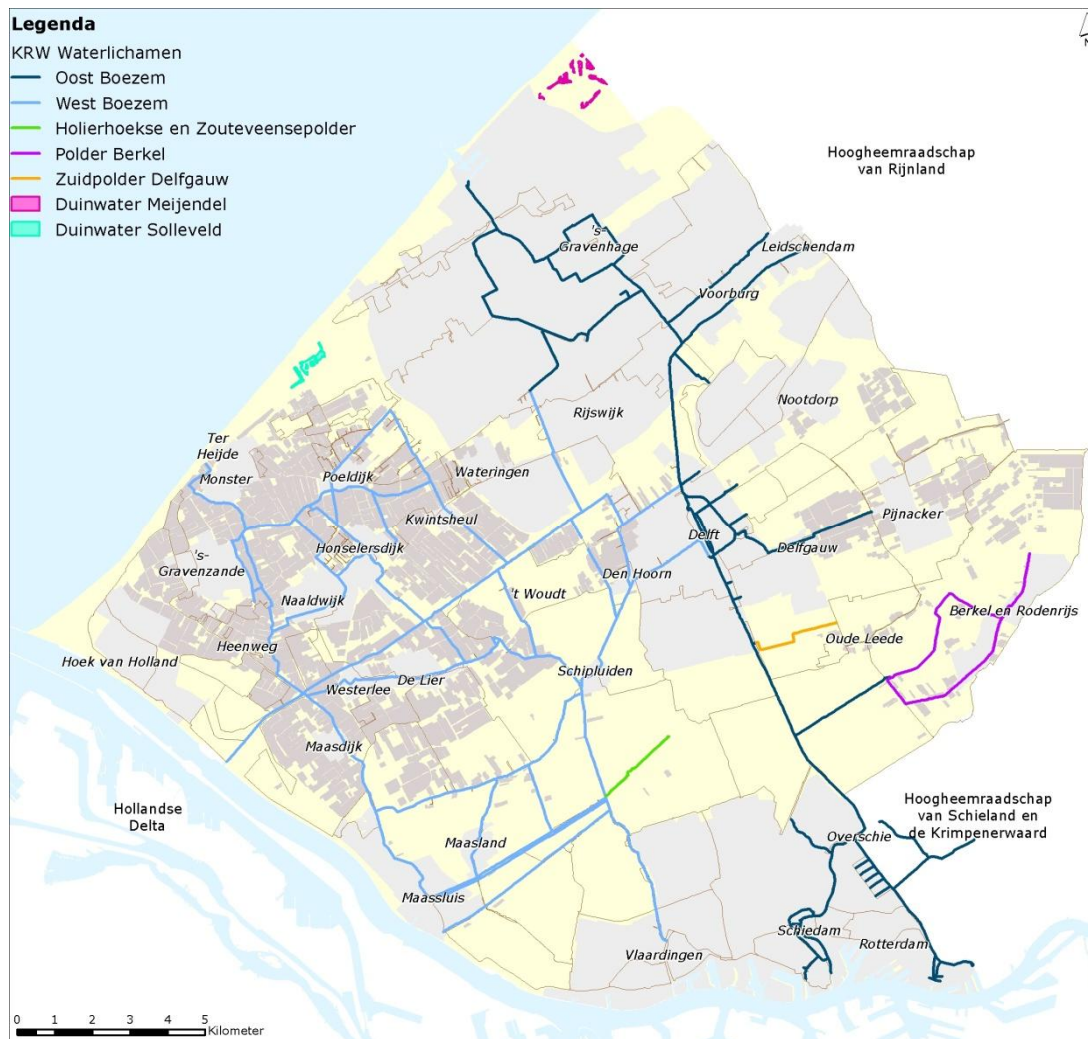 Legenda
KRW Waterlichamen
Oost Boezem
West Boezem
Holierhoekse en Zouteveensepolder
Polder Berkel
Zuidpolder Delfgauw
Duinwater Meijendel
Duinwater Solleveld
N
Hoogheemraadschap
van Rijnland
's-
Gravenhage
Leidschendam
Voorburg
Nootdorp
Rijswijk
Ter
Heijde
Monster
Poeldijk
Wateringen
Kwintsheul
Pijnacker
Honselersdijk
Delft
Delfgauw
's-
Gravenzande
Den Hoorn
Naaldwijk
't Woudt
Berkel en Rodenrijs
Oude Leede
Heenweg
Hoek van Holland
Schipluiden
De Lier
Westerlee
Maasdijk
Hollandse
Delta
Hoogheemraadschap
van Schieland en
de Krimpenerwaard
Overschie
Maasland
Maassluis
Schiedam
Rotterdam
Vlaardingen
0 1 2 3 4 5
Kilometer